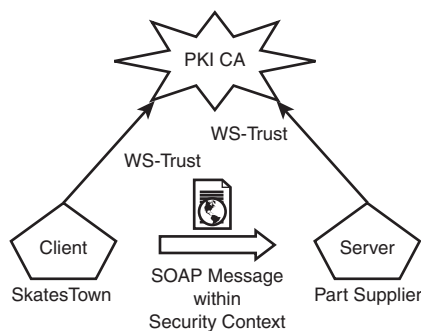 PKI CA
WS-Trust
WS-Trust
Client
Server
SkatesTown
SOAP Message
within
Security Context
Part Supplier